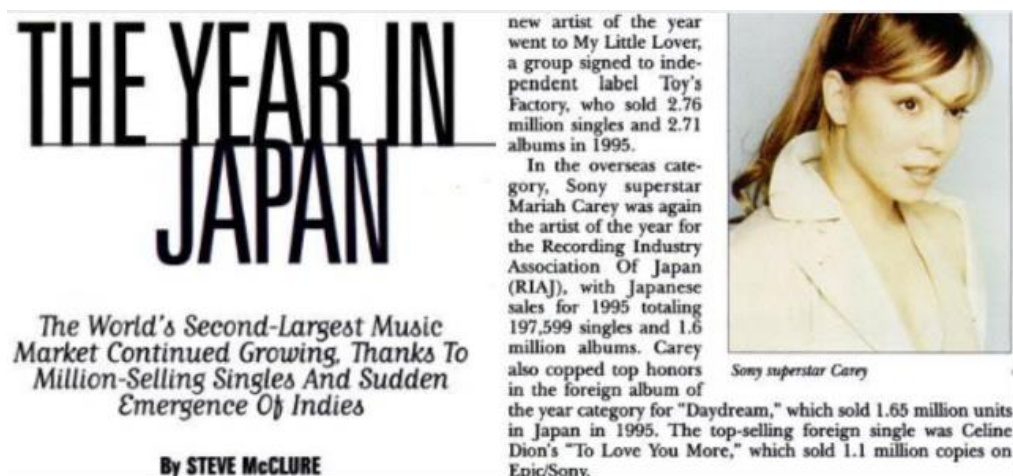 THE YEAR IN
JAPAN
The World's Second-Largest Music
Market Continued Growing, Thanks To
Million-Selling Singles And Sudden
Emergence Of Indies
By STEVE McCLURE
new artist of the year
went to My Little Lover,
a group signed to inde-
pendent label Toy's
Factory, who sold 2.76
million singles and 2.71
albums in 1995.
In the overseas cate-
gory, Sony superstar
Mariah Carey was again
the artist of the year for
the Recording Industry
Association Of Japan
(RIAJ), with Japanese
sales for 1995 totaling
197,599 singles and 1.6
million albums. Carey
also copped top honors
in the foreign album of
the year category for "Daydream," which sold 1.65 million units
in Japan in 1995. The top-selling foreign single was Celine
Dion's "To Love You More," which sold 1.1 million copies on
Epic/Sony.
Sony superstar Carey